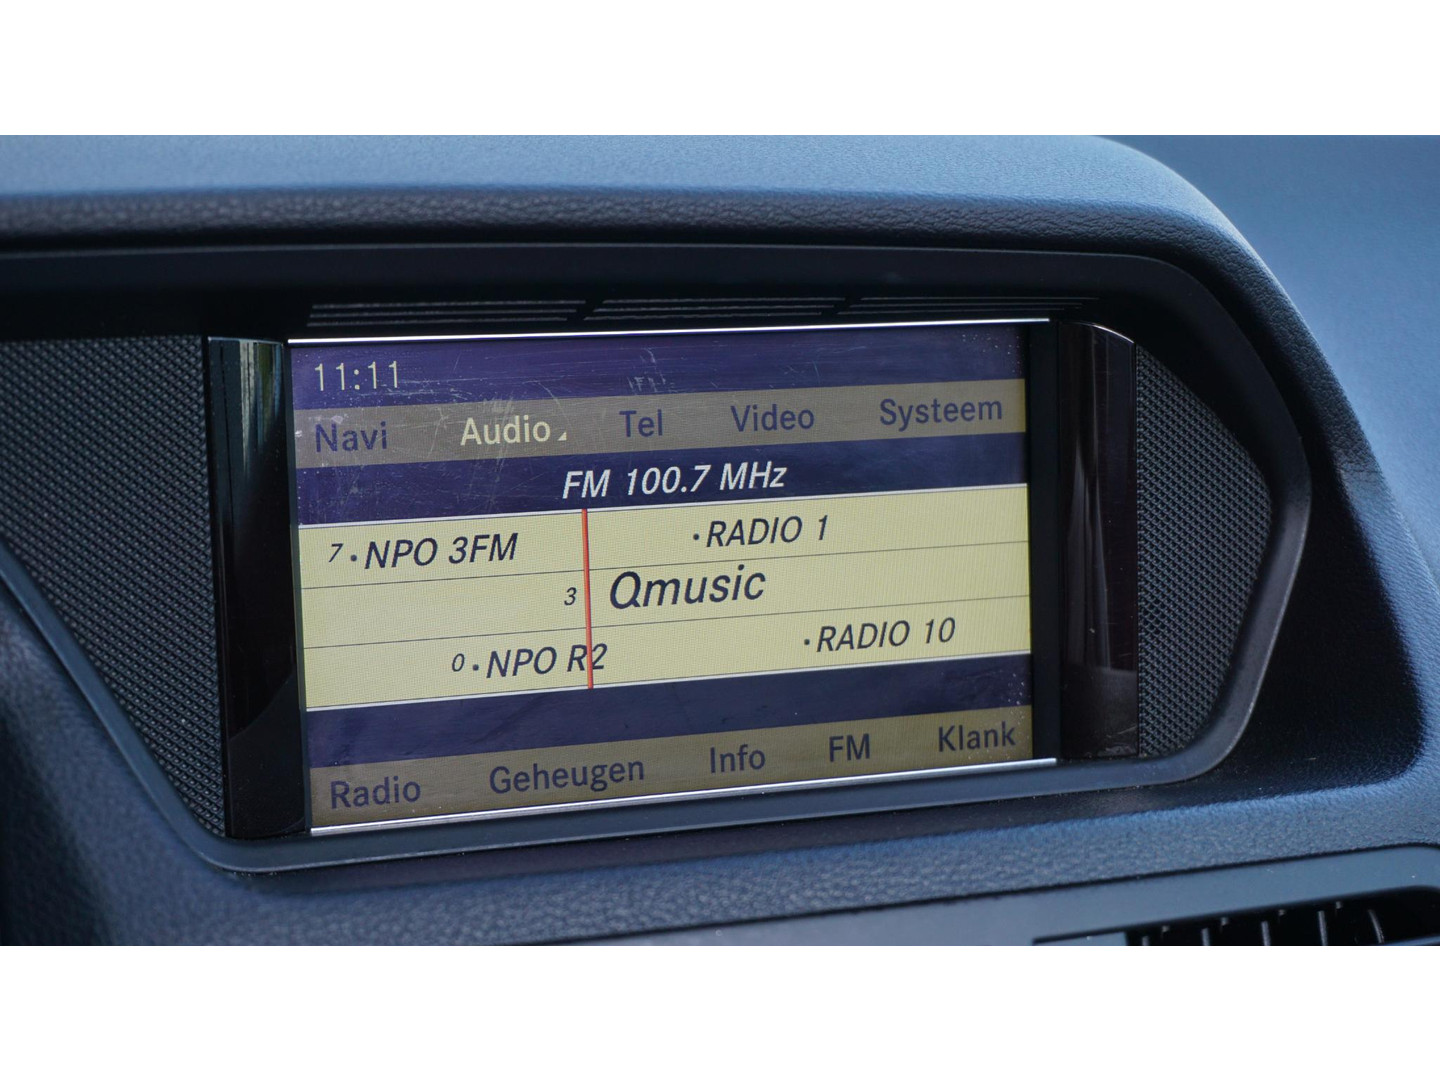 11:11
Navi Audio Tel Video Systeem
FM 100.7 MHz
7 · NPO 3FM · RADIO 1
3 Qmusic
0 · NPO R2 · RADIO 10
Radio Geheugen Info FM Klank